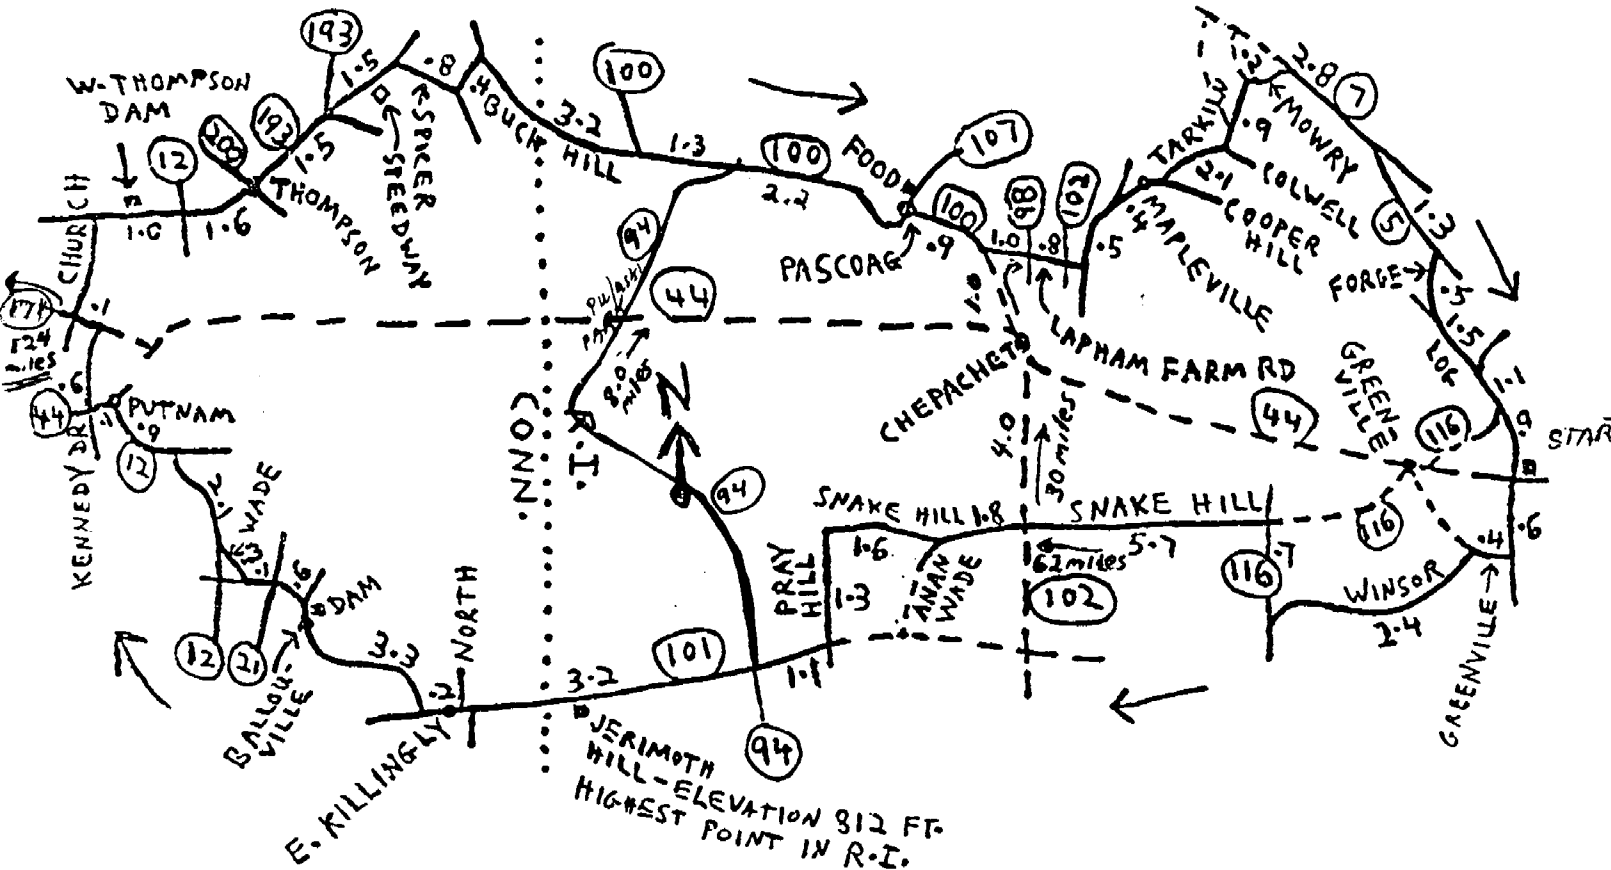 193
W. THOMPSON
DAM
1.5
.8
.4
BUCK
HILL
3.2
100
1.3
100
2.2
FOOD
107
200
193
1.5
12
SPICER
SPEEDWAY
THOMPSON
CHURCH
1.0
1.6
94
PULASKI
PARK
44
8.0
miles
PASCOAG
.9
100
1.0
98
.8
102
.5
.4
MAPLEVILLE
TARKILN
1.2
.9
2.1
MOWRY
COLWELL
COOPER
HILL
2.8
7
5
1.3
FORGE
.5
1.5
LOG
1.1
.9
START
171
124
miles
.1
.6
44
.1
PUTNAM
.9
12
KENNEDY DR
2.1
WADE
.3
.1
.6
DAM
12
21
BALLOU-
VILLE
3.3
.2
NORTH
E. KILLINGLY
CONN.
R.I.
N
94
1.0
CHEPACHET
LAPHAM FARM RD
44
GREEN-
VILLE
116
4.0
30 miles
SNAKE HILL
1.8
SNAKE HILL
1.6
5.7
62 miles
116
116
.7
.4
.6
WINSOR
2.4
GREENVILLE
PRAY
HILL
1.3
ANAN
WADE
102
101
3.2
1.1
94
JERIMOTH
HILL-ELEVATION 812 FT.
HIGHEST POINT IN R.I.